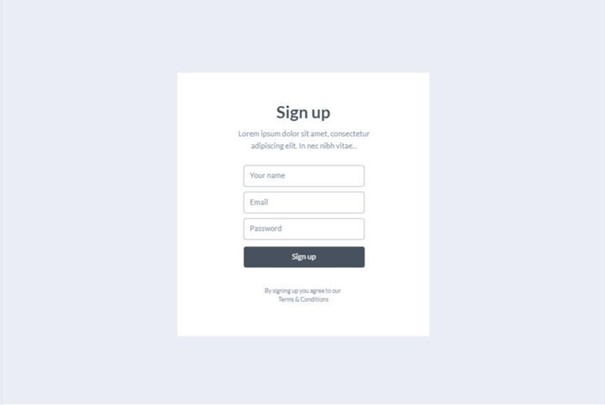 Sign up
Lorem ipsum dolor sit amet, consectetur
adipiscing elit. In nec nibh vitae...
Your name
Email
Password
Sign up
By signing up you agree to our
Terms & Conditions